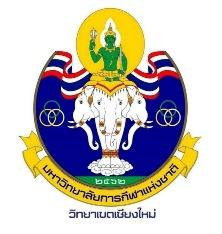 ๒๕๖๒
มหาวิทยาลัยการกีฬาแห่งชาติ
วิทยาเขตเชียงใหม่